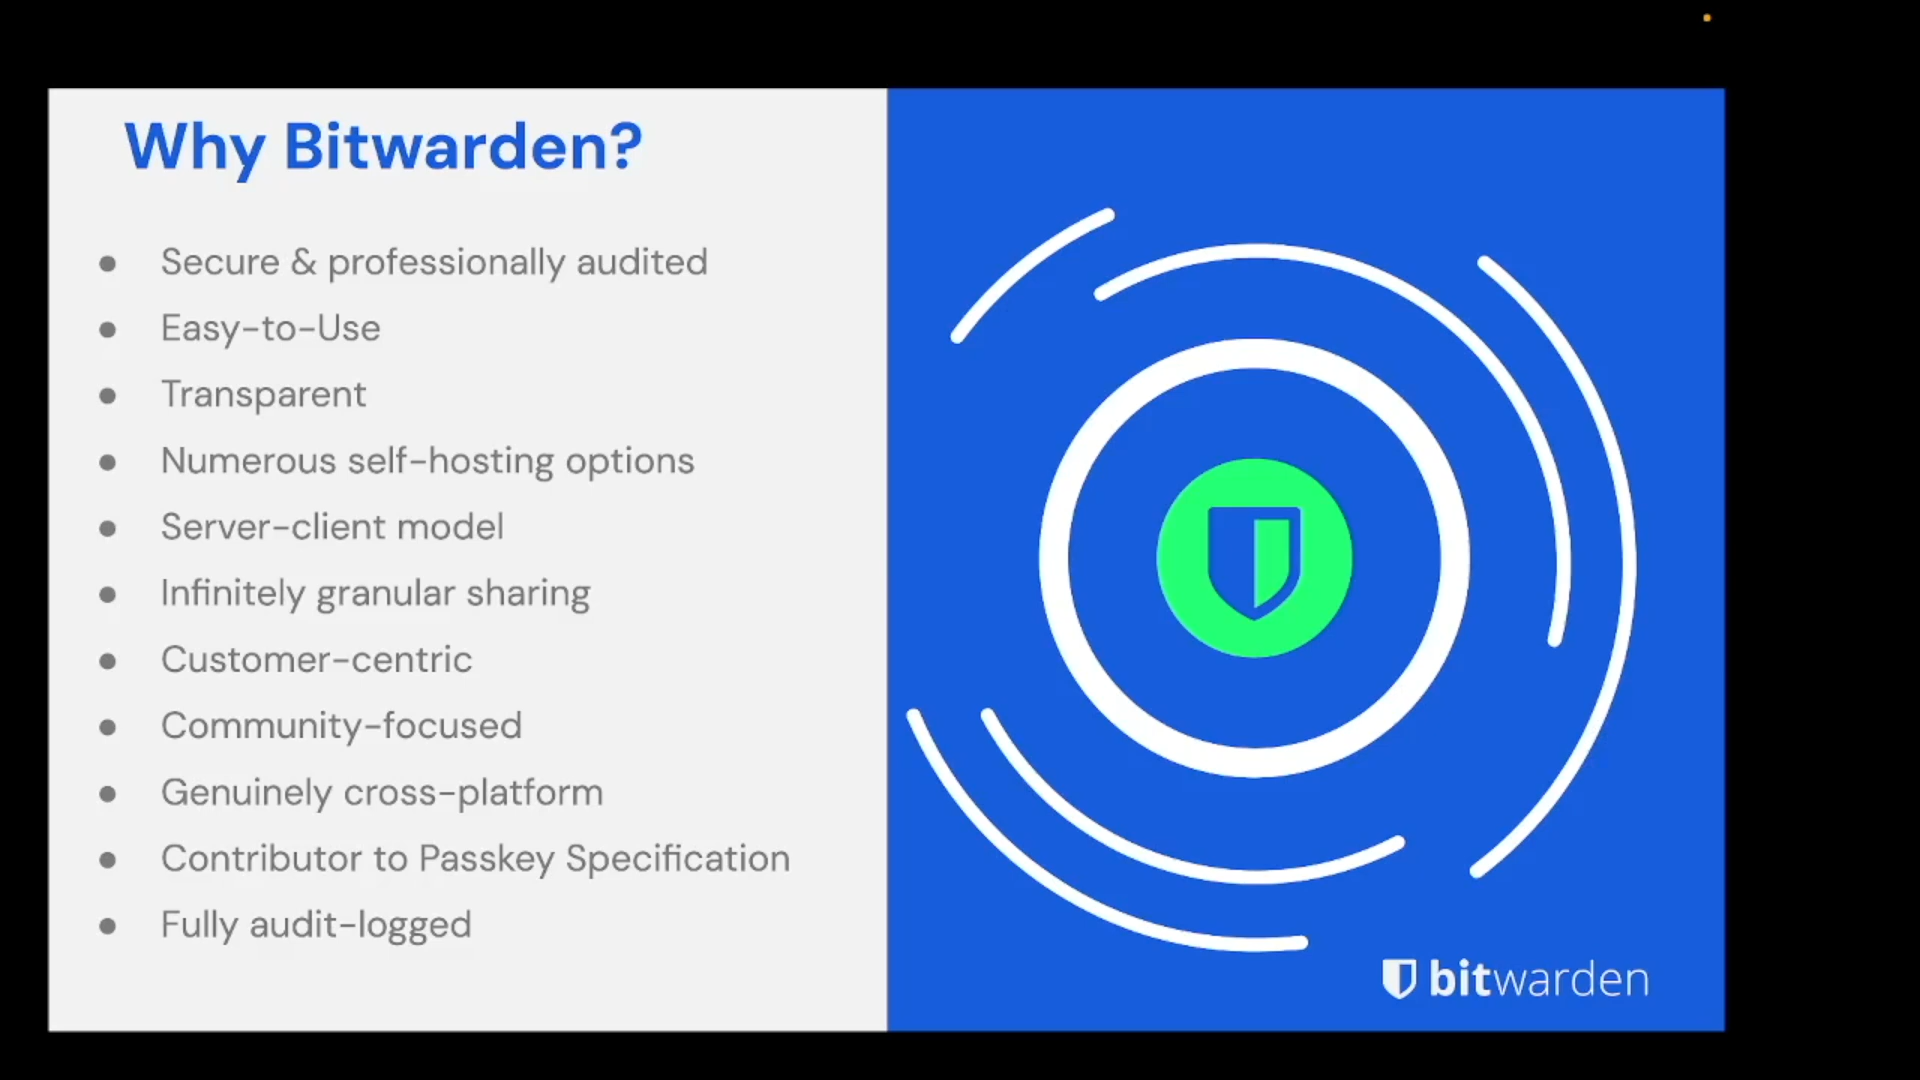 Why Bitwarden?
● Secure & professionally audited
● Easy-to-Use
● Transparent
● Numerous self-hosting options
● Server-client model
● Infinitely granular sharing
● Customer-centric
● Community-focused
● Genuinely cross-platform
● Contributor to Passkey Specification
● Fully audit-logged
bitwarden